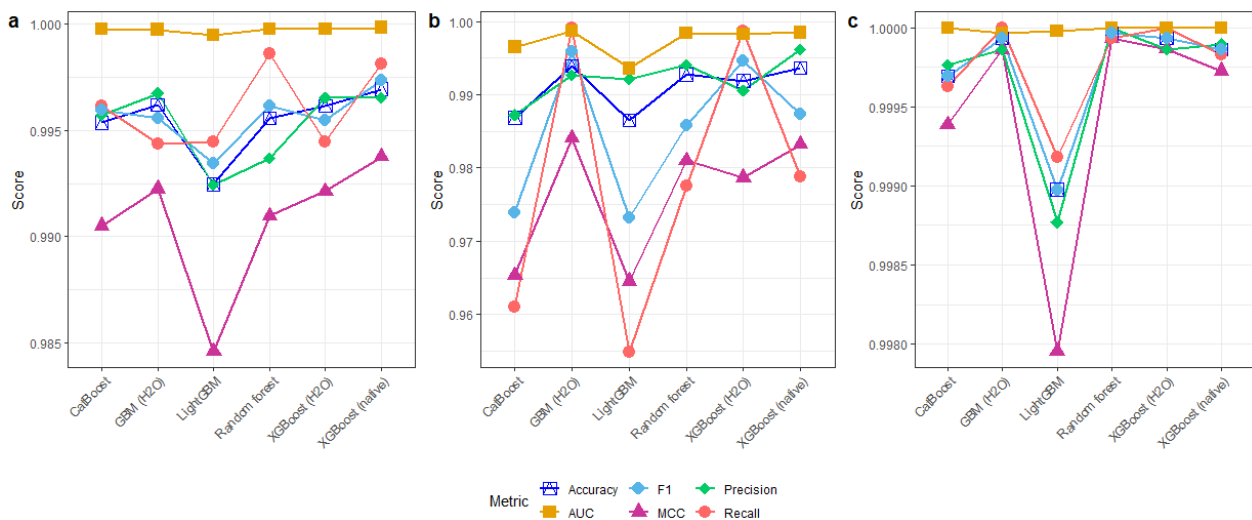 a
b
c
1.000
0.995
0.990
0.985
Score
CatBoost
GBM (H2O)
LightGBM
Random forest
XGBoost (H2O)
XGBoost (native)
1.00
0.99
0.98
0.97
0.96
Score
CatBoost
GBM (H2O)
LightGBM
Random forest
XGBoost (H2O)
XGBoost (native)
1.0000
0.9995
0.9990
0.9985
0.9980
Score
CatBoost
GBM (H2O)
LightGBM
Random forest
XGBoost (H2O)
XGBoost (native)
Metric
Accuracy F1 Precision
AUC MCC Recall